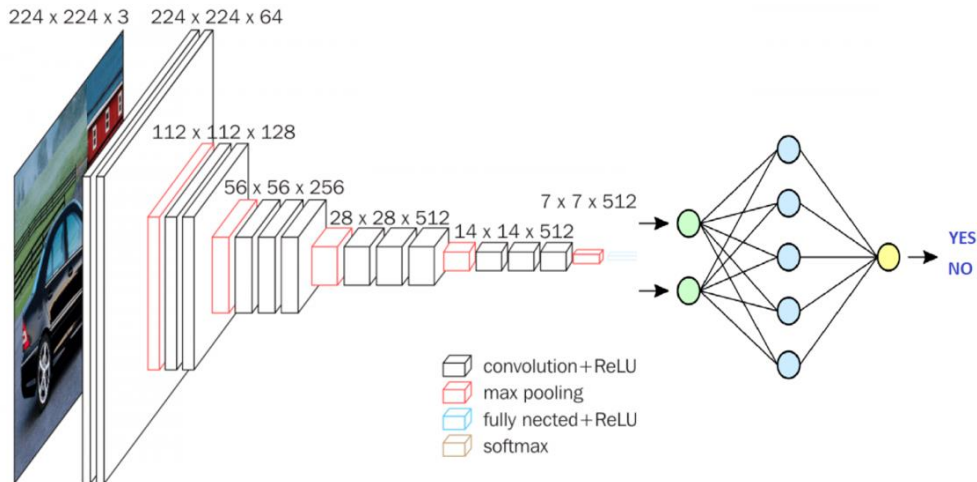 224 x 224 x 3
224 x 224 x 64
112 x 112 x 128
56 x 56 x 256
28 x 28 x 512
14 x 14 x 512
7 x 7 x 512
YES
NO
convolution+ReLU
max pooling
fully nected+ReLU
softmax